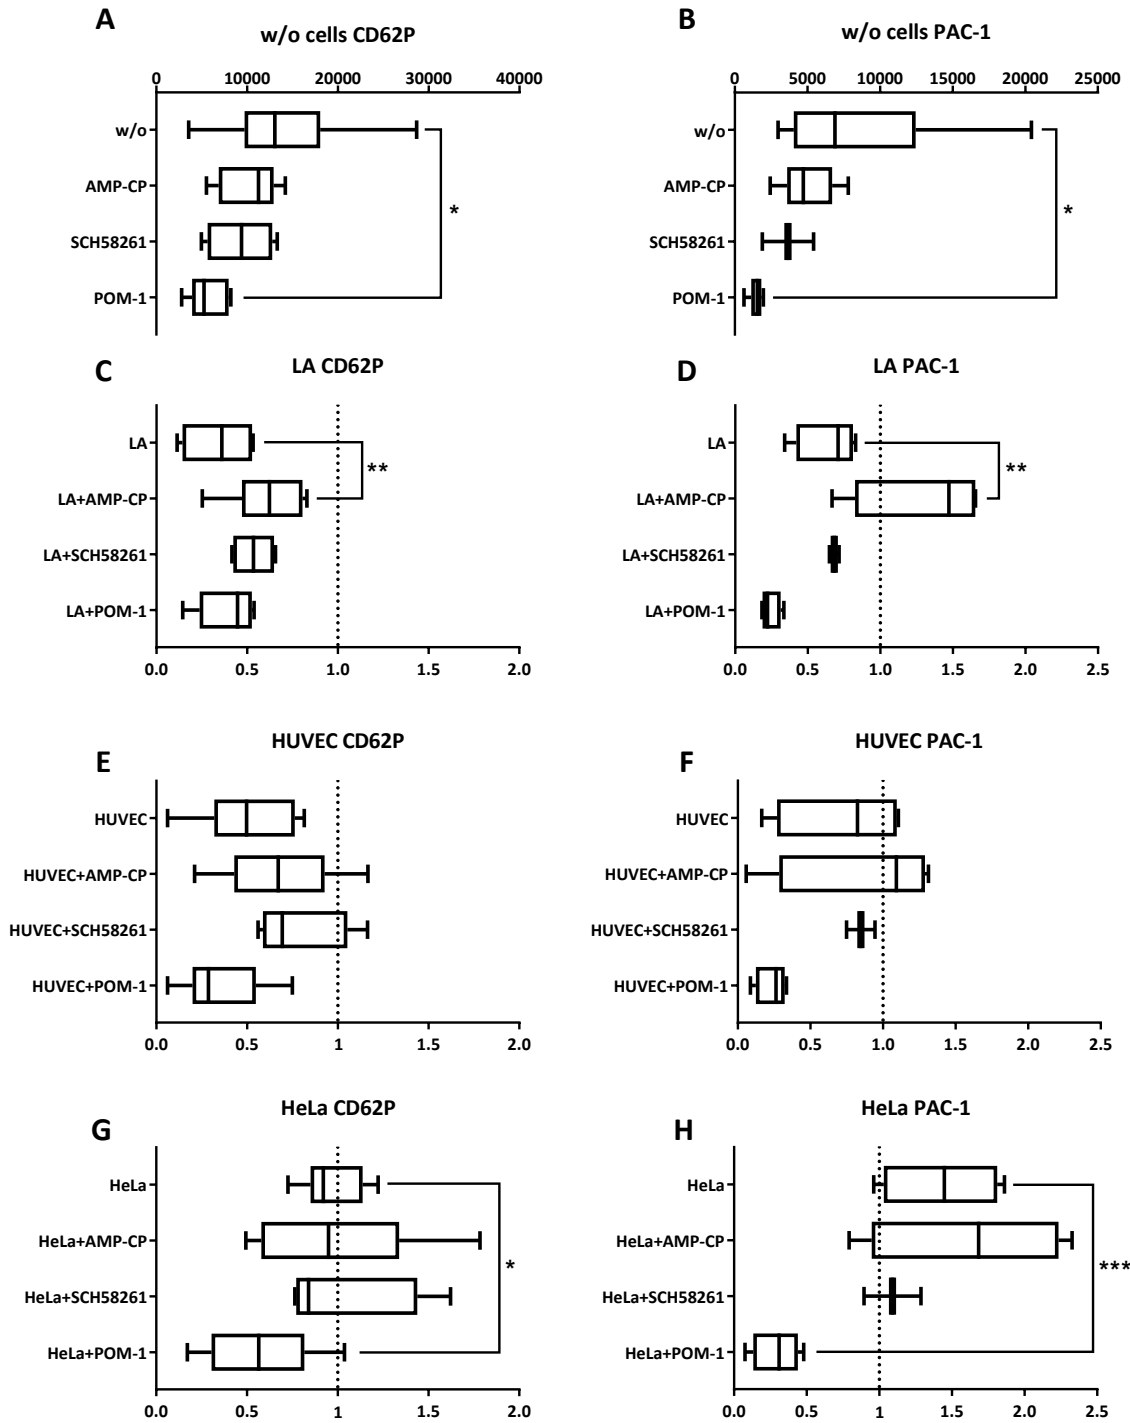 A
w/o cells CD62P
0 10000 20000 30000
w/o
AMP-CP
SCH58261
POM-1
*
B
w/o cells PAC-1
0 5000 10000 15000 20000 25000
w/o
AMP-CP
SCH58261
POM-1
*
C
LA CD62P
LA
LA+AMP-CP
LA+SCH58261
LA+POM-1
**
0.0 0.5 1.0 1.5 2.0
D
LA PAC-1
LA
LA+AMP-CP
LA+SCH58261
LA+POM-1
**
0.0 0.5 1.0 1.5 2.0 2.5
E
HUVEC CD62P
HUVEC
HUVEC+AMP-CP
HUVEC+SCH58261
HUVEC+POM-1
0.0 0.5 1 1.5 2.0
F
HUVEC PAC-1
HUVEC
HUVEC+AMP-CP
HUVEC+SCH58261
HUVEC+POM-1
0.0 0.5 1.0 1.5 2.0 2.5
G
HeLa CD62P
HeLa
HeLa+AMP-CP
HeLa+SCH58261
HeLa+POM-1
*
0.0 0.5 1 1.5 2.0
H
HeLa PAC-1
HeLa
HeLa+AMP-CP
HeLa+SCH58261
HeLa+POM-1
***
0.0 0.5 1 1.5 2.0 2.5